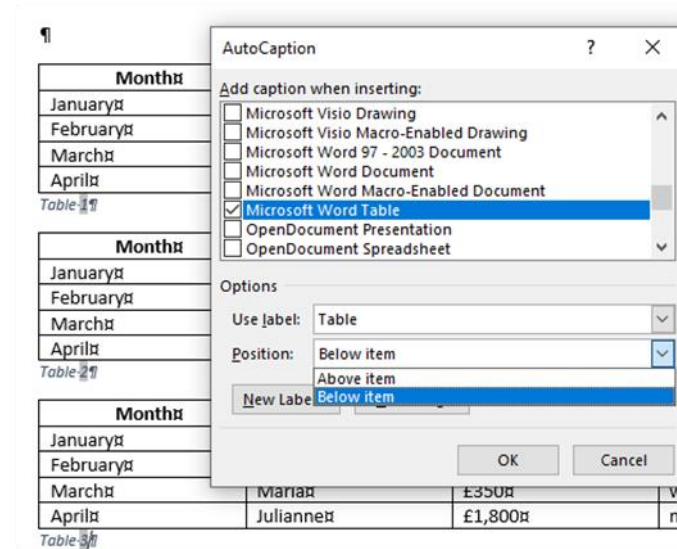 ¶
AutoCaption ? ×
Month¤
Add caption when inserting:
January¤
February¤
March¤
April¤
Table·1¶
Microsoft Visio Drawing
Microsoft Visio Macro-Enabled Drawing
Microsoft Word 97 - 2003 Document
Microsoft Word Document
Microsoft Word Macro-Enabled Document
Microsoft Word Table
OpenDocument Presentation
OpenDocument Spreadsheet
Month¤
January¤
February¤
March¤
April¤
Table·2¶
Options
Use label: Table
Position: Below item
Above item
Below item
New Labe
OK Cancel
Month¤
January¤
February¤
March¤ Maria¤ £350¤
April¤ Julianne¤ £1,800¤
Table·3¶